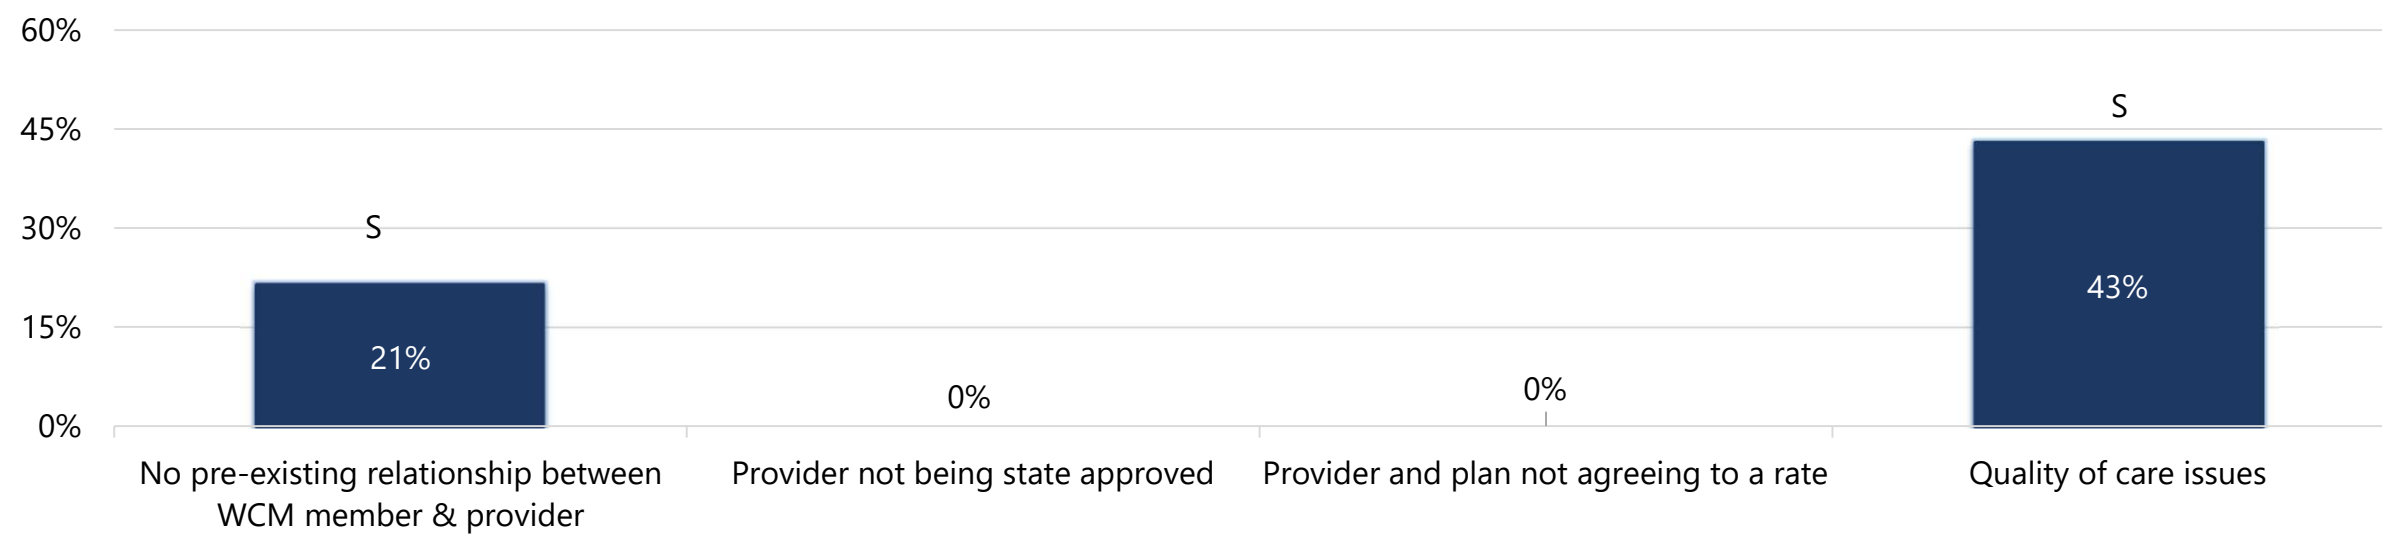 60%
45%
30%
15%
0%
S
21%
0%
0%
S
43%
No pre-existing relationship between
WCM member & provider
Provider not being state approved
Provider and plan not agreeing to a rate
Quality of care issues